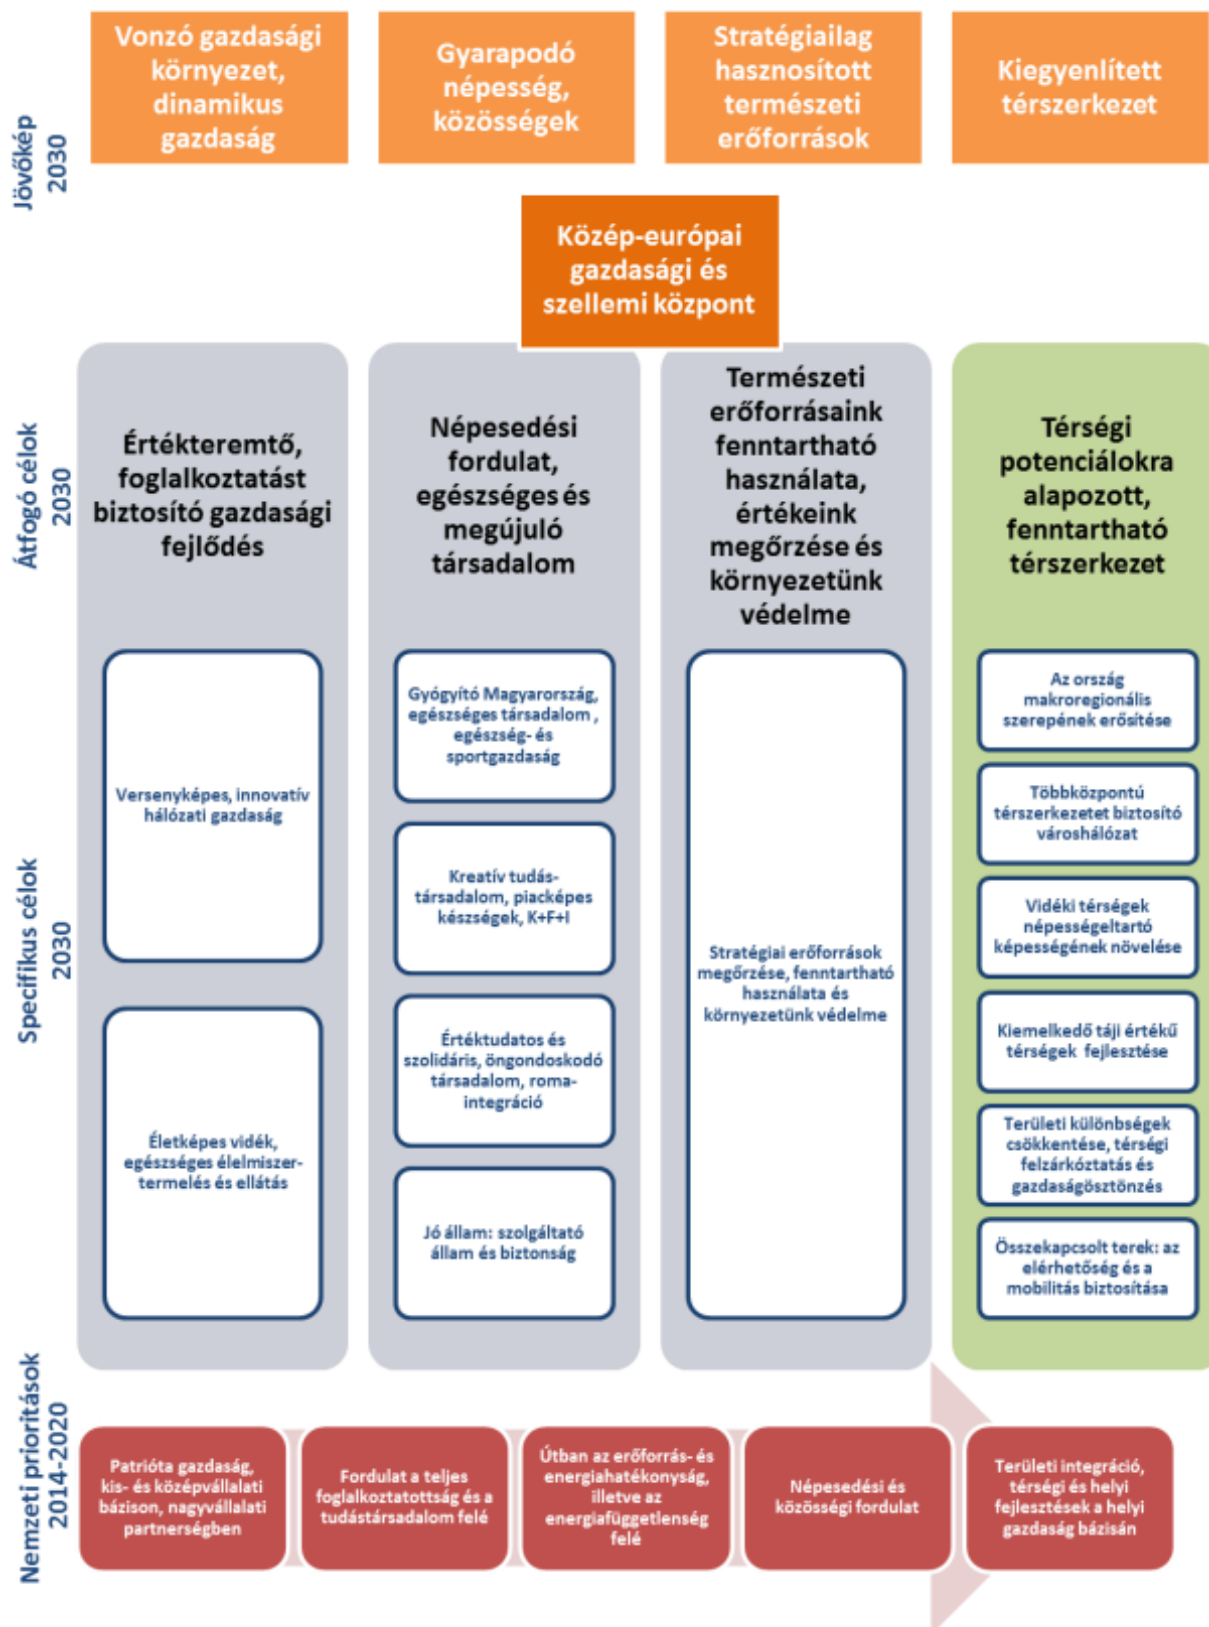 Jövőkép
2030
Vonzó gazdasági
környezet,
dinamikus
gazdaság
Gyarapodó
népesség,
közösségek
Stratégiailag
hasznosított
természeti
erőforrások
Kiegyenlített
térszerkezet
Közép-európai
gazdasági és
szellemi központ
Átfogó célok
2030
Értékteremtő,
foglalkoztatást
biztosító gazdasági
fejlődés
Népesedési
fordulat,
egészséges és
megújuló
társadalom
Természeti
erőforrásaink
fenntartható
használata,
értékeink
megőrzése és
környezetünk
védelme
Térségi
potenciálokra
alapozott,
fenntartható
térszerkezet
Specifikus célok
2030
Versenyképes, innovatív
hálózati gazdaság
Életképes vidék,
egészséges élelmiszer-
termelés és ellátás
Gyógyító Magyarország,
egészséges társadalom ,
egészség- és
sportgazdaság
Kreatív tudás-
társadalom, piacképes
készségek, K+F+I
Értéktudatos és
szolidáris, öngondoskodó
társadalom, roma-
integráció
Jó állam: szolgáltató
állam és biztonság
Stratégiai erőforrások
megőrzése, fenntartható
használata és
környezetünk védelme
Az ország
makroregionális
szerepének erősítése
Többközpontú
térszerkezetet biztosító
városhálózat
Vidéki térségek
népességeltartó
képességének növelése
Kiemelkedő táji értékű
térségek fejlesztése
Területi különbségek
csökkentése, térségi
felzárkóztatás és
gazdaságösztönzés
Összekapcsolt terek: az
elérhetőség és a
mobilitás biztosítása
Nemzeti prioritások
2014-2020
Patrióta gazdaság,
kis- és középvállalati
bázison, nagyvállalati
partnerségben
Fordulat a teljes
foglalkoztatottság és a
tudástársadalom felé
Útban az erőforrás- és
energiahatékonyság,
illetve az
energiafüggetlenség
felé
Népesedési és
közösségi fordulat
Területi integráció,
térségi és helyi
fejlesztések a helyi
gazdaság bázisán